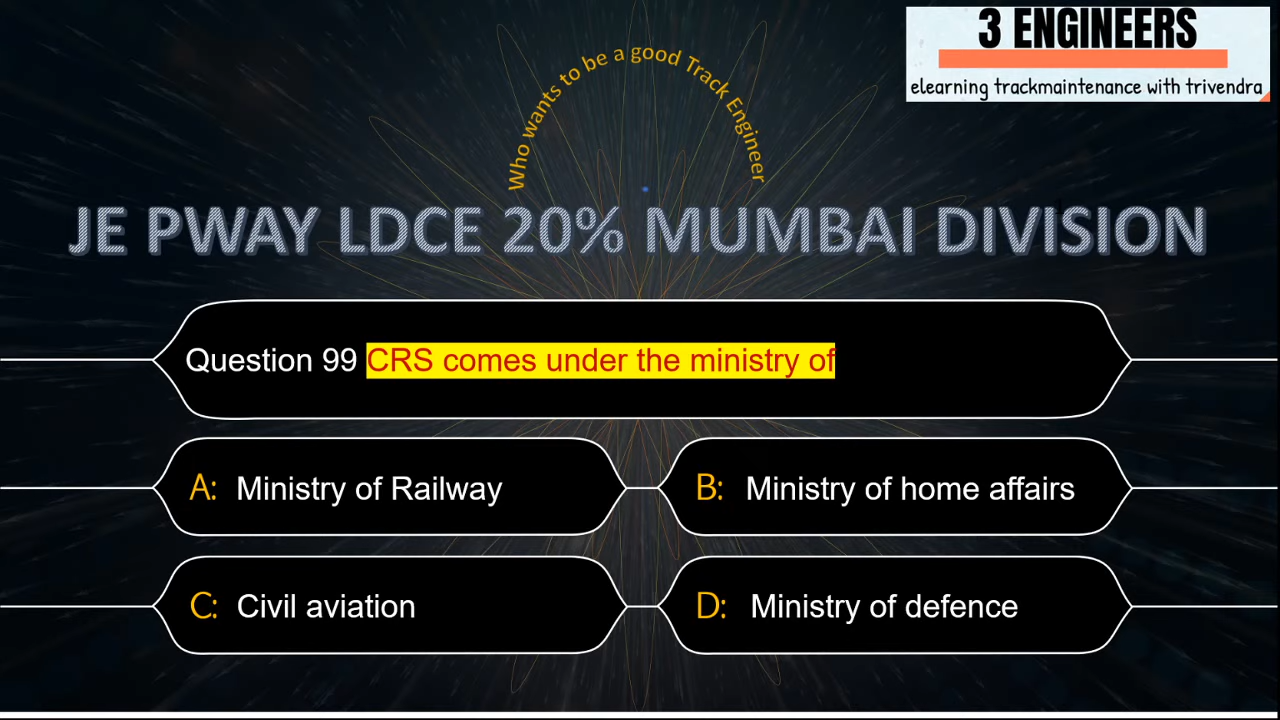 3 ENGINEERS
elearning trackmaintenance with trivendra
Who wants to be a good Track Engineer
JE PWAY LDCE 20% MUMBAI DIVISION
Question 99 CRS comes under the ministry of
A: Ministry of Railway
B: Ministry of home affairs
C: Civil aviation
D: Ministry of defence